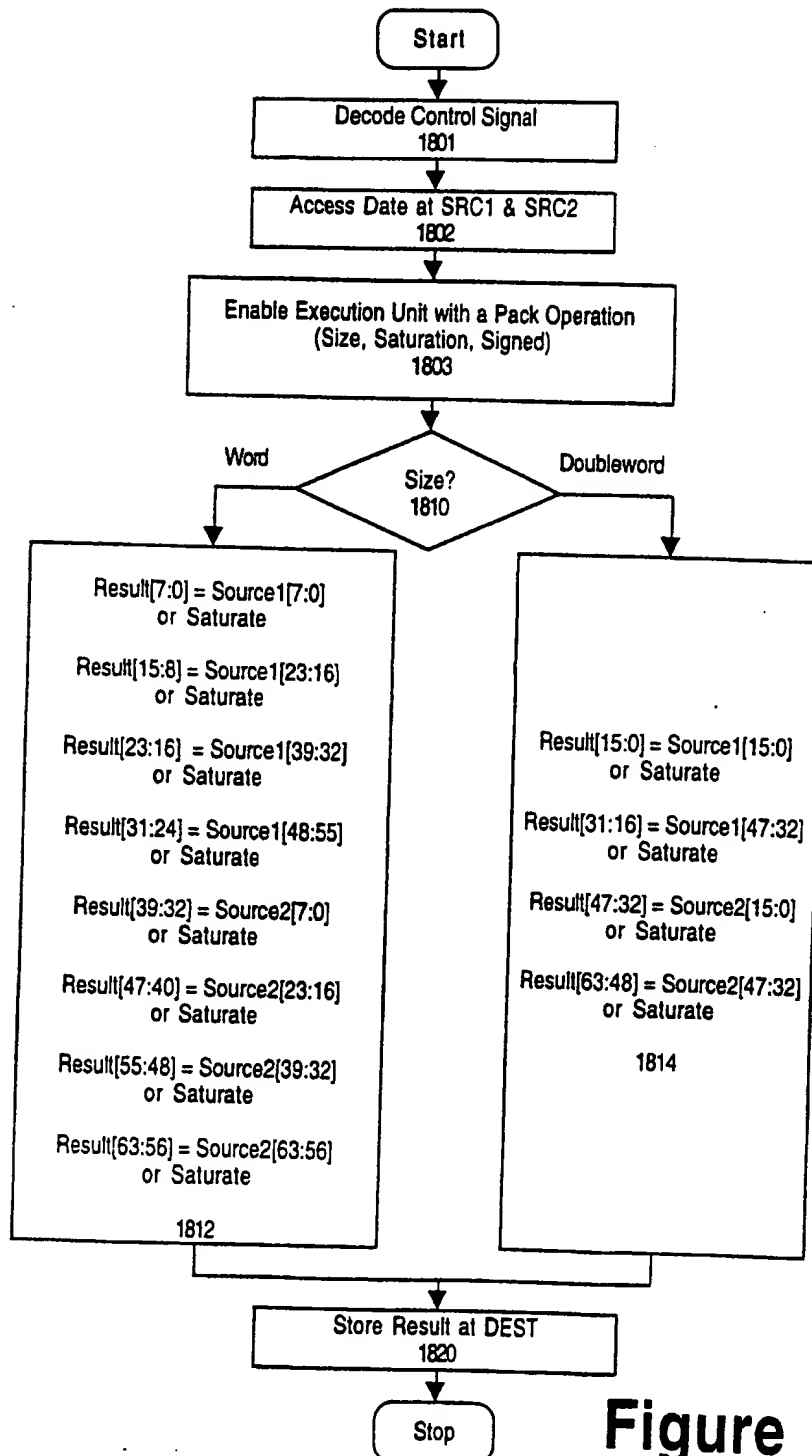 Start
Decode Control Signal
1801
Access Date at SRC1 & SRC2
1802
Enable Execution Unit with a Pack Operation
(Size, Saturation, Signed)
1803
Size?
1810
Word
Doubleword
Result[7:0] = Source1[7:0]
or Saturate
Result[15:8] = Source1[23:16]
or Saturate
Result[23:16] = Source1[39:32]
or Saturate
Result[31:24] = Source1[48:55]
or Saturate
Result[39:32] = Source2[7:0]
or Saturate
Result[47:40] = Source2[23:16]
or Saturate
Result[55:48] = Source2[39:32]
or Saturate
Result[63:56] = Source2[63:56]
or Saturate
1812
Result[15:0] = Source1[15:0]
or Saturate
Result[31:16] = Source1[47:32]
or Saturate
Result[47:32] = Source2[15:0]
or Saturate
Result[63:48] = Source2[47:32]
or Saturate
1814
Store Result at DEST
1820
Stop
Figure